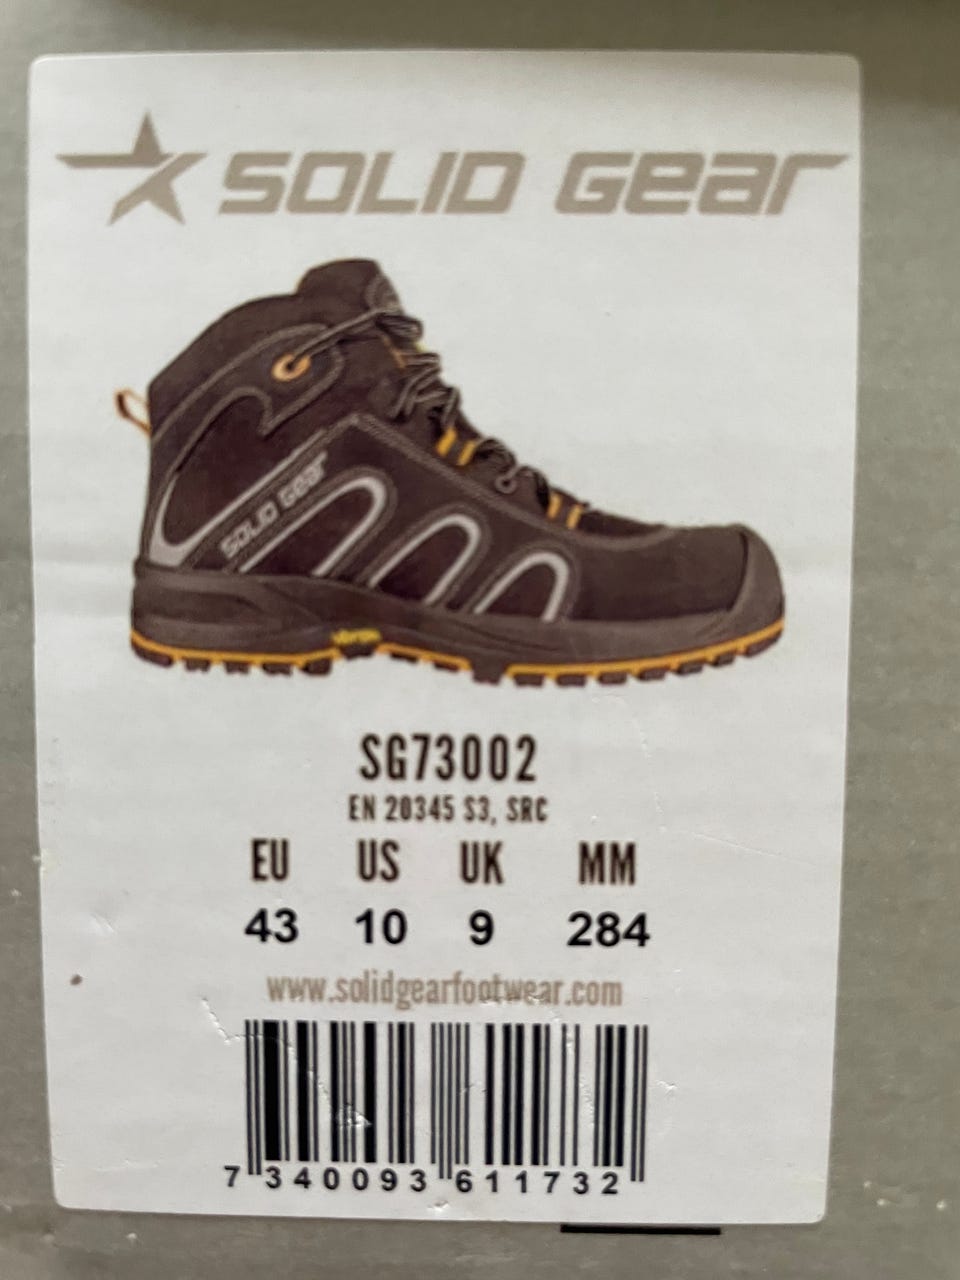 SOLID GEAR
SOLID GEAR
SG73002
EN 20345 S3, SRC
EU US UK MM
43 10 9 284
www.solidgearfootwear.com
7 340093 611732